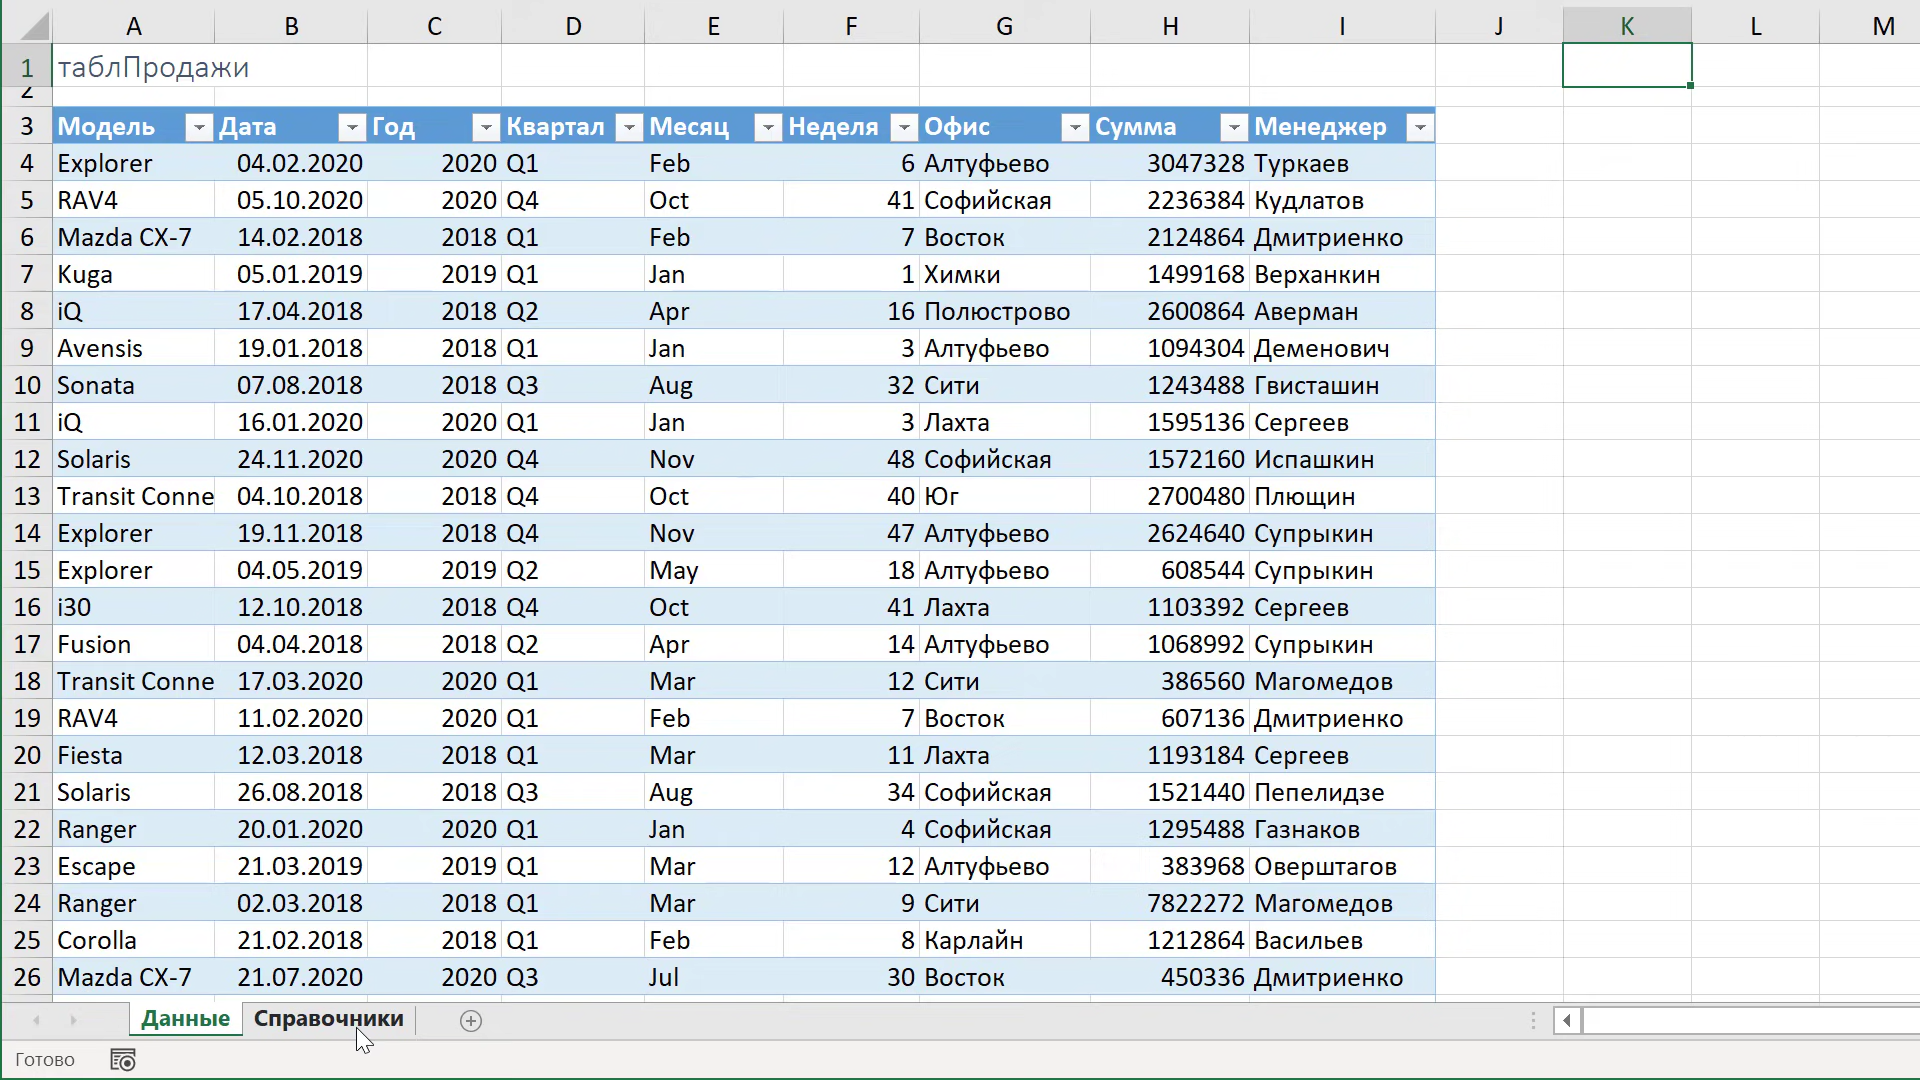 A B C D E F G H I J K L M
1 таблПродажи
2
3 Модель Дата Год Квартал Месяц Неделя Офис Сумма Менеджер
4 Explorer 04.02.2020 2020 Q1 Feb 6 Алтуфьево 3047328 Туркаев
5 RAV4 05.10.2020 2020 Q4 Oct 41 Софийская 2236384 Кудлатов
6 Mazda CX-7 14.02.2018 2018 Q1 Feb 7 Восток 2124864 Дмитриенко
7 Kuga 05.01.2019 2019 Q1 Jan 1 Химки 1499168 Верханкин
8 iQ 17.04.2018 2018 Q2 Apr 16 Полюстрово 2600864 Аверман
9 Avensis 19.01.2018 2018 Q1 Jan 3 Алтуфьево 1094304 Деменович
10 Sonata 07.08.2018 2018 Q3 Aug 32 Сити 1243488 Гвисташин
11 iQ 16.01.2020 2020 Q1 Jan 3 Лахта 1595136 Сергеев
12 Solaris 24.11.2020 2020 Q4 Nov 48 Софийская 1572160 Испашкин
13 Transit Conne 04.10.2018 2018 Q4 Oct 40 Юг 2700480 Плющин
14 Explorer 19.11.2018 2018 Q4 Nov 47 Алтуфьево 2624640 Супрыкин
15 Explorer 04.05.2019 2019 Q2 May 18 Алтуфьево 608544 Супрыкин
16 i30 12.10.2018 2018 Q4 Oct 41 Лахта 1103392 Сергеев
17 Fusion 04.04.2018 2018 Q2 Apr 14 Алтуфьево 1068992 Супрыкин
18 Transit Conne 17.03.2020 2020 Q1 Mar 12 Сити 386560 Магомедов
19 RAV4 11.02.2020 2020 Q1 Feb 7 Восток 607136 Дмитриенко
20 Fiesta 12.03.2018 2018 Q1 Mar 11 Лахта 1193184 Сергеев
21 Solaris 26.08.2018 2018 Q3 Aug 34 Софийская 1521440 Пепелидзе
22 Ranger 20.01.2020 2020 Q1 Jan 4 Софийская 1295488 Газнаков
23 Escape 21.03.2019 2019 Q1 Mar 12 Алтуфьево 383968 Оверштагов
24 Ranger 02.03.2018 2018 Q1 Mar 9 Сити 7822272 Магомедов
25 Corolla 21.02.2018 2018 Q1 Feb 8 Карлайн 1212864 Васильев
26 Mazda CX-7 21.07.2020 2020 Q3 Jul 30 Восток 450336 Дмитриенко
Данные Справочники
Готово